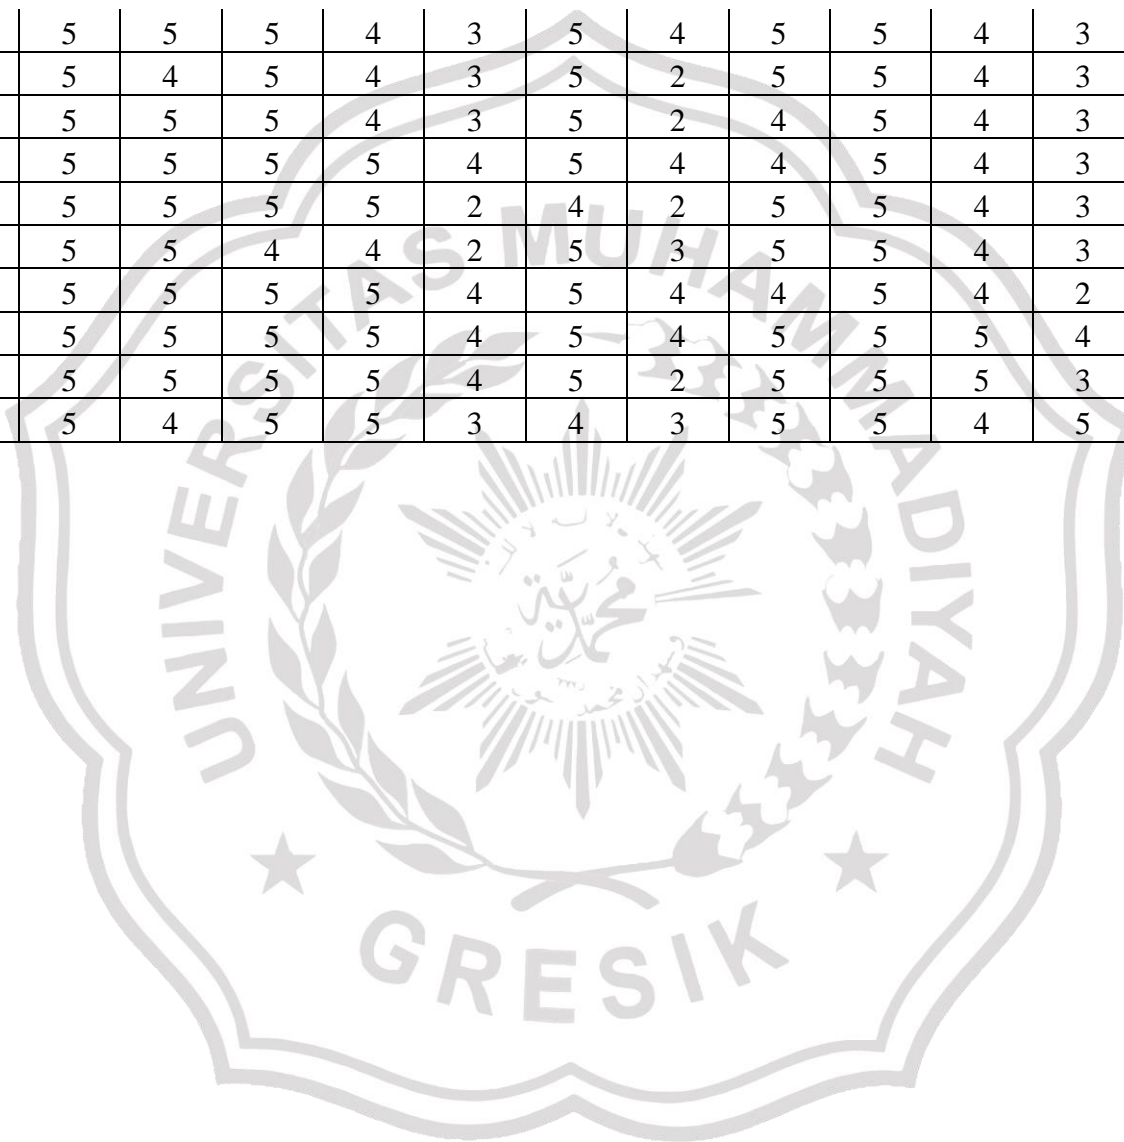 5 5 5 4 3 5 4 5 5 4 3
5 4 5 4 3 5 2 5 5 4 3
5 5 5 4 3 5 2 4 5 4 3
5 5 5 5 4 5 4 4 5 4 3
5 5 5 5 2 4 2 5 5 4 3
5 5 4 4 2 5 3 5 5 4 3
5 5 5 5 4 5 4 4 5 4 2
5 5 5 5 4 5 4 5 5 5 4
5 5 5 5 4 5 2 5 5 5 3
5 4 5 5 3 4 3 5 5 4 5
UNIVERSITAS MUHAMMADIYAH
GRESIK